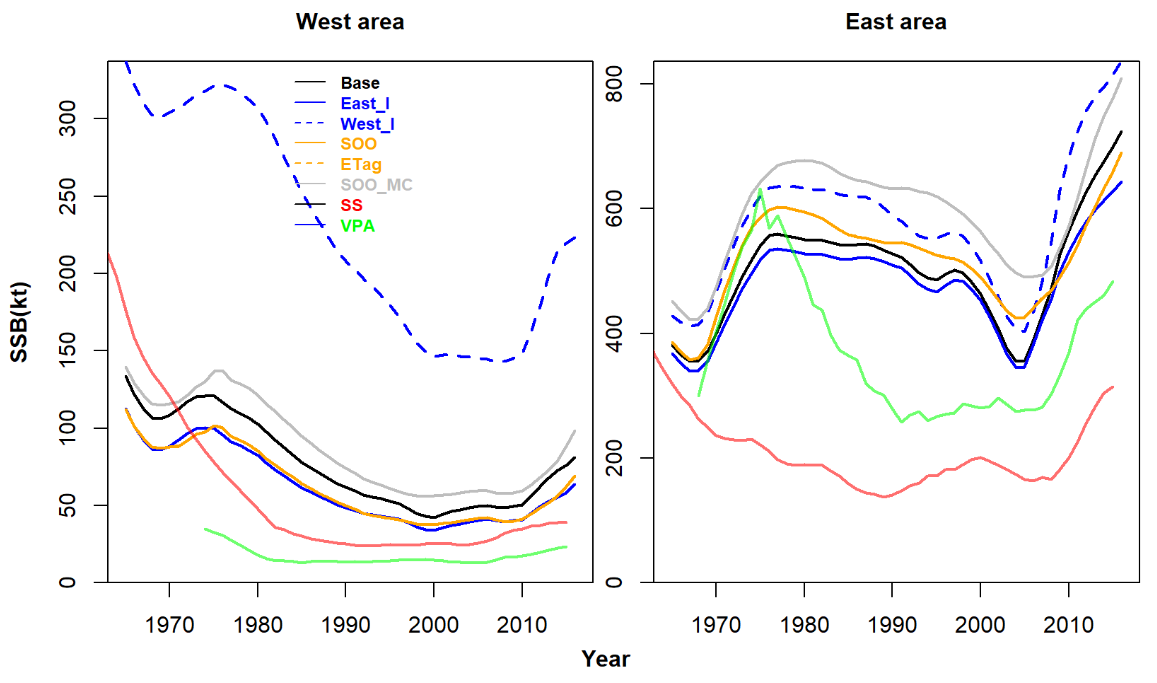 West area
East area
SSB(kt)
0
50
100
150
200
250
300
1970
1980
1990
2000
2010
Base
East_I
West_I
SOO
ETag
SOO_MC
SS
VPA
0
200
400
600
800
1970
1980
1990
2000
2010
Year